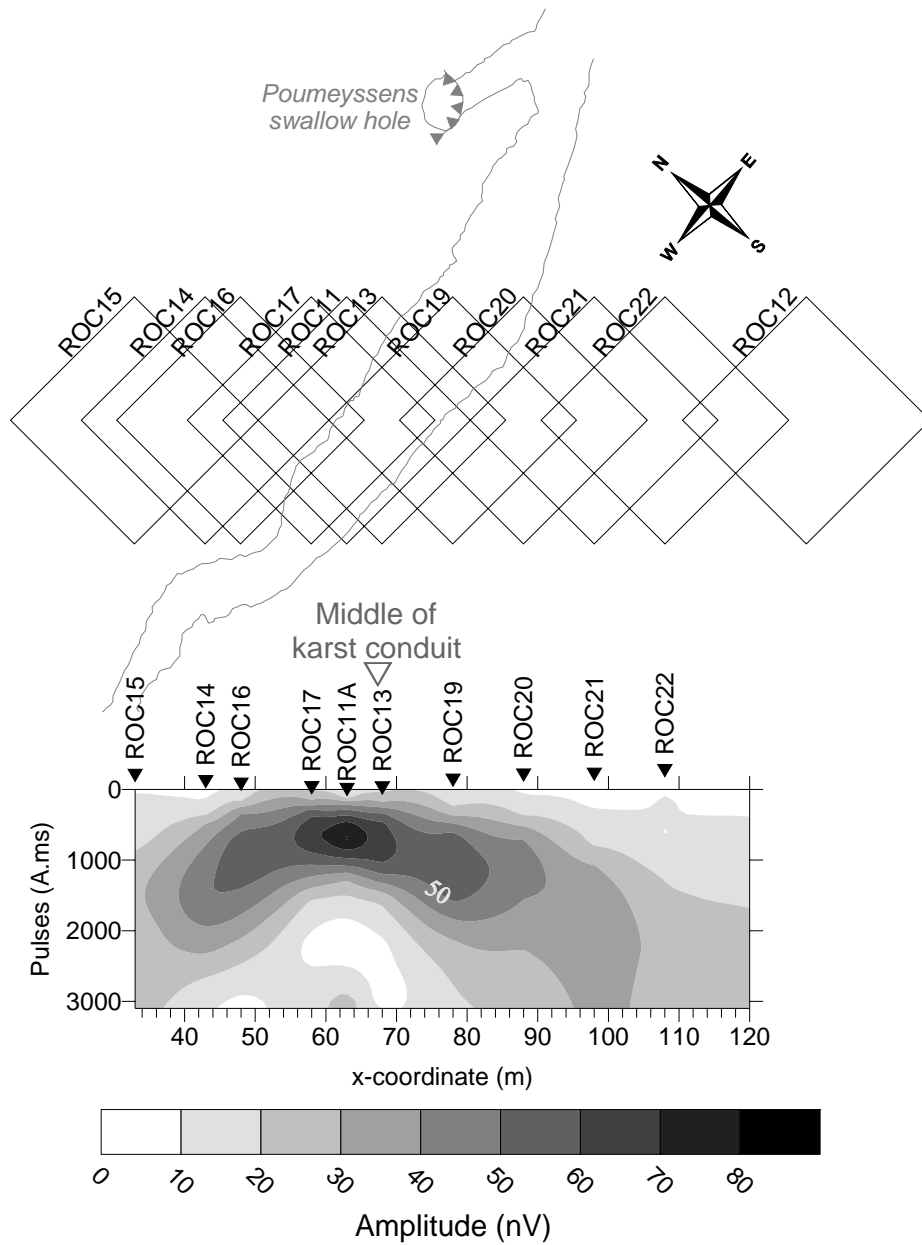 Poumeyssens
swallow hole
N
E
W
S
ROC15
ROC14
ROC16
ROC17
ROC11
ROC13
ROC19
ROC20
ROC21
ROC22
ROC12
Middle of
karst conduit
ROC15
ROC14
ROC16
ROC17
ROC11A
ROC13
ROC19
ROC20
ROC21
ROC22
0
1000
2000
3000
Pulses (A.ms)
50
40 50 60 70 80 90 100 110 120
x-coordinate (m)
0 10 20 30 40 50 60 70 80
Amplitude (nV)